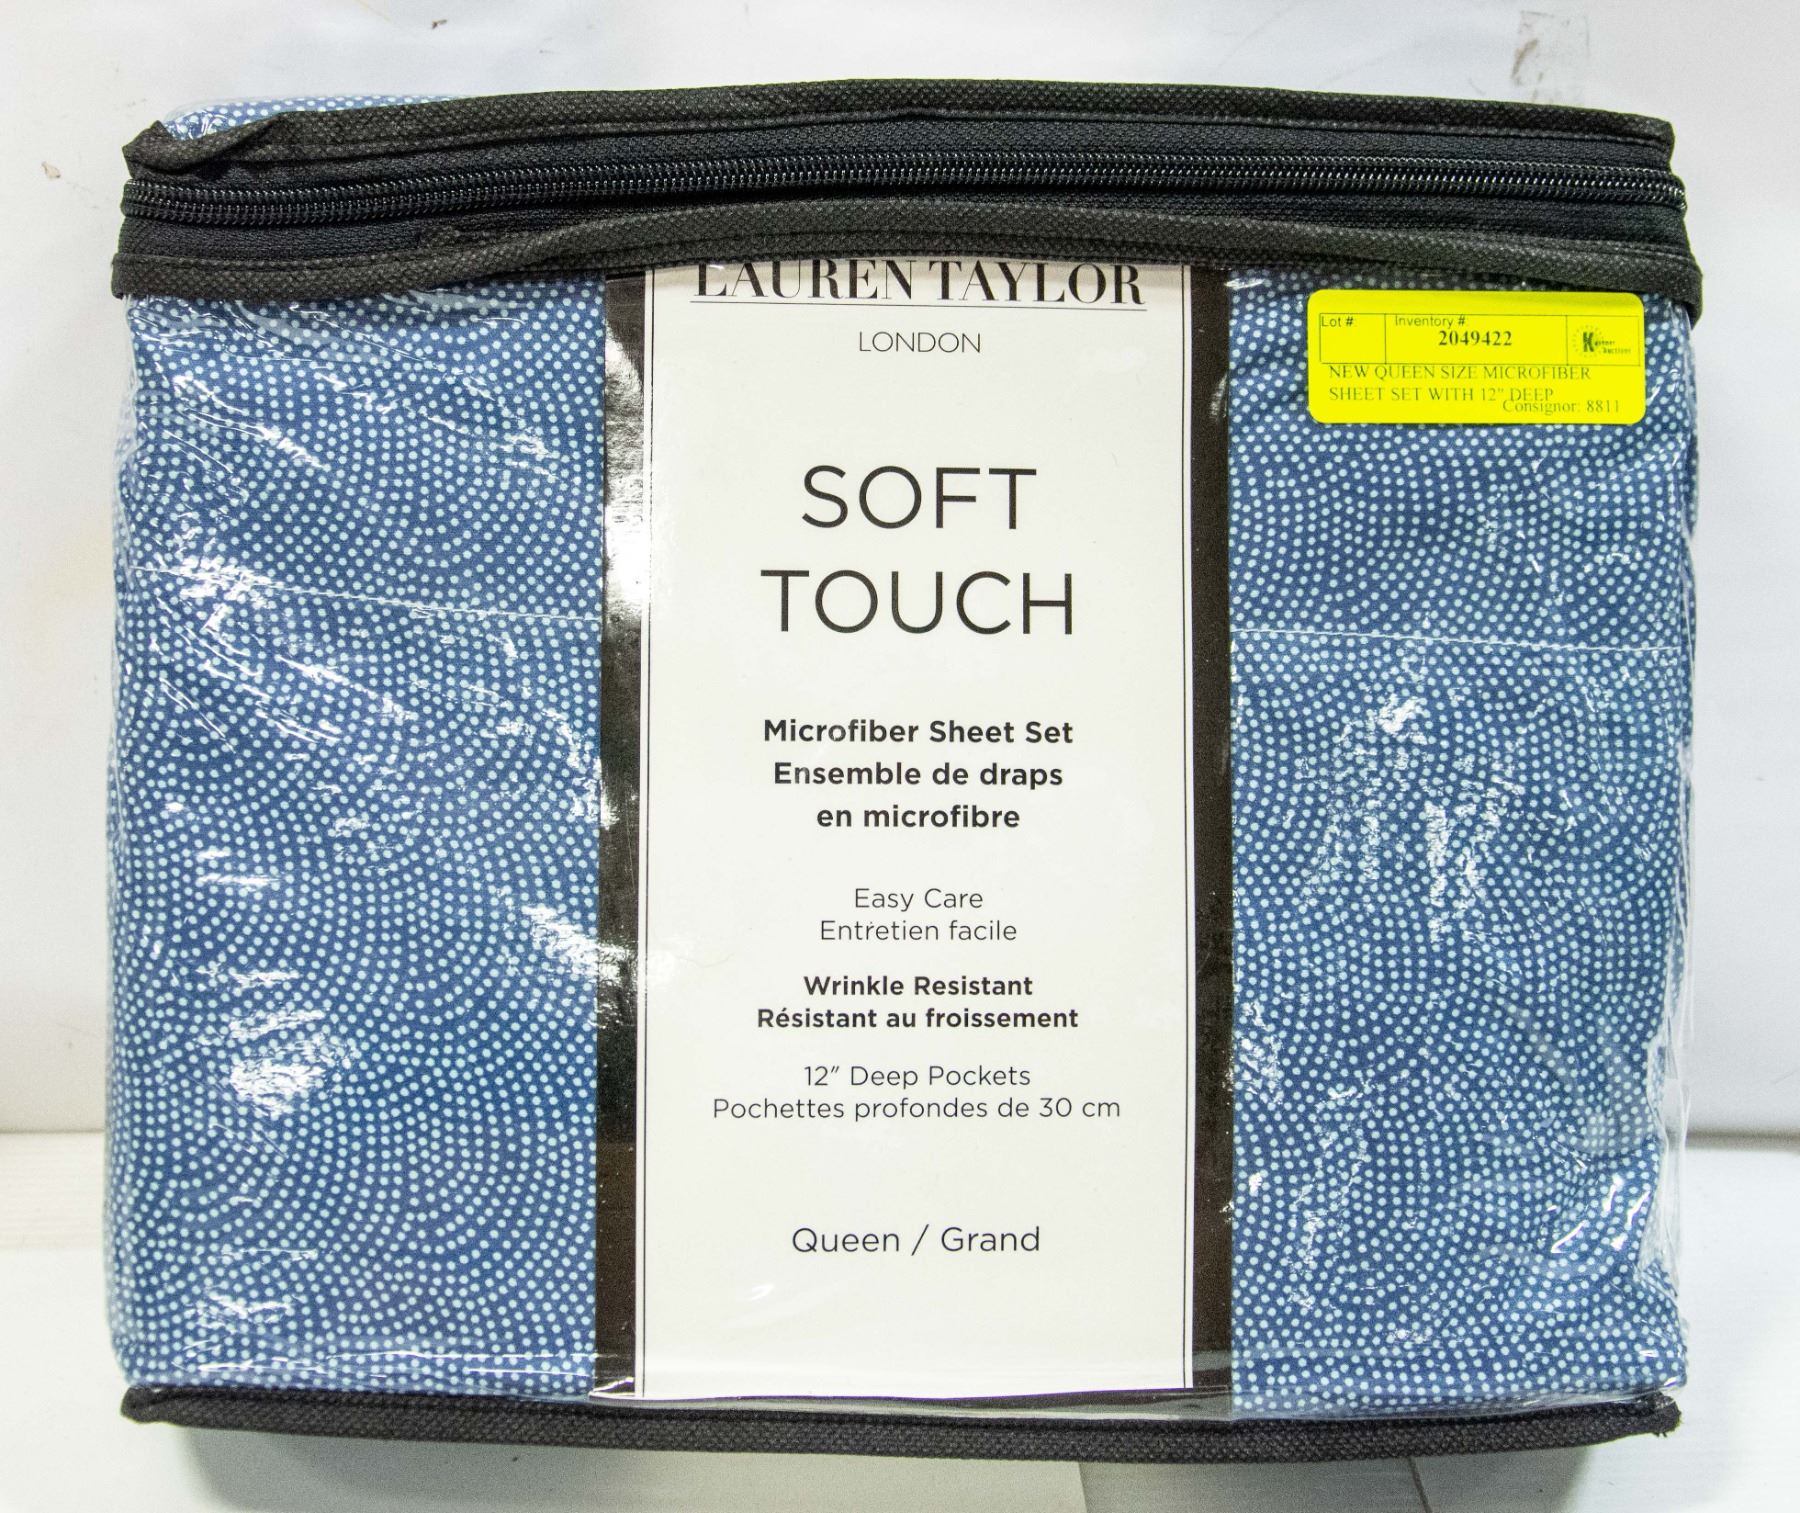 LAUREN TAYLOR
LONDON
SOFT
TOUCH
Microfiber Sheet Set
Ensemble de draps
en microfibre
Easy Care
Entretien facile
Wrinkle Resistant
Résistant au froissement
12" Deep Pockets
Pochettes profondes de 30 cm
Queen / Grand
Lot #:
Inventory #
2049422
NEW QUEEN SIZE MICROFIBER
SHEET SET WITH 12" DEEP
Consignor: 8811